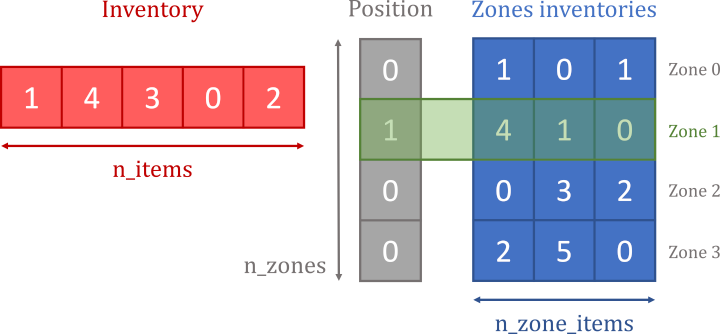 Inventory
1 4 3 0 2
n_items
Position
0
1
0
0
n_zones
Zones inventories
1 0 1 Zone 0
4 1 0 Zone 1
0 3 2 Zone 2
2 5 0 Zone 3
n_zone_items